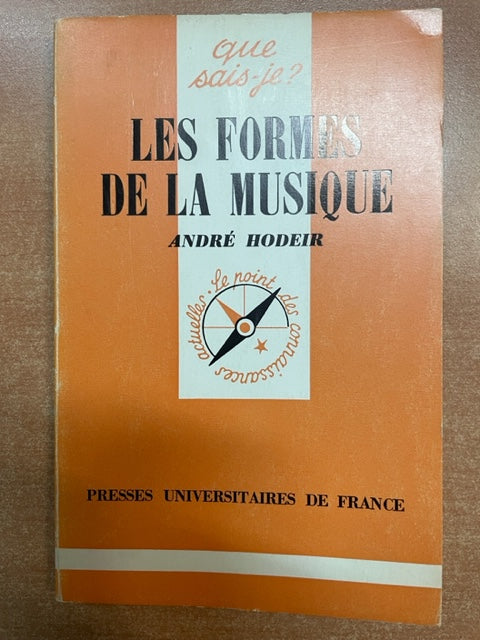 que
sais-je?
LES FORMES
DE LA MUSIQUE
ANDRÉ HODEIR
Le point des connaissances actuelles
PRESSES UNIVERSITAIRES DE FRANCE